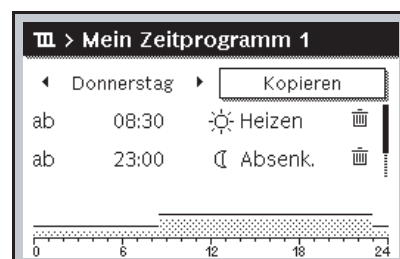 > Mein Zeitprogramm 1
Donnerstag Kopieren
ab 08:30 Heizen
ab 23:00 Absenk.
0 6 12 18 24